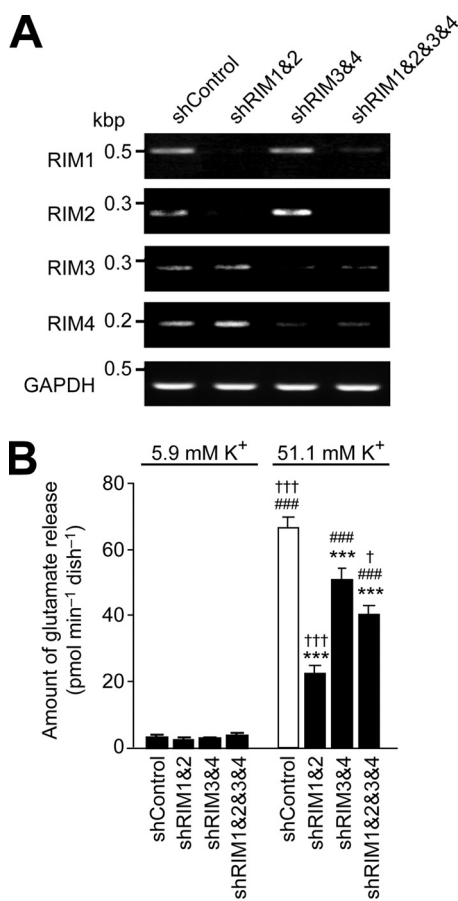 A
shControl
shRIM1&2
shRIM3&4
shRIM1&2&3&4
kbp
RIM1 0.5
RIM2 0.3
RIM3 0.3
RIM4 0.2
GAPDH 0.5
B
5.9 mM K⁺ 51.1 mM K⁺
Amount of glutamate release
(pmol min⁻¹ dish⁻¹)
80
60
40
20
0
†††
###
†††
***
###
***
†
###
***
shControl
shRIM1&2
shRIM3&4
shRIM1&2&3&4
shControl
shRIM1&2
shRIM3&4
shRIM1&2&3&4